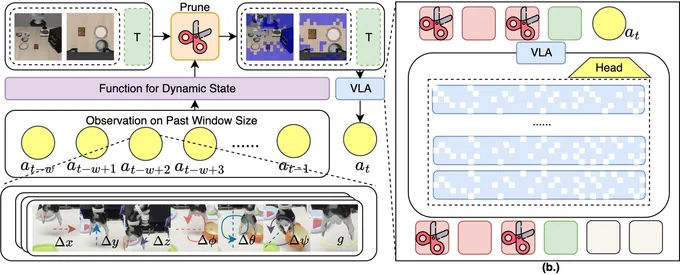 Prune
T
T
Function for Dynamic State
VLA
Observation on Past Window Size
......
a_{t-w} a_{t-w+1} a_{t-w+2} a_{t-w+3} a_{t-1} a_t
Δx Δy Δz Δϕ Δθ Δψ g
a_t
VLA
Head
......
(b.)